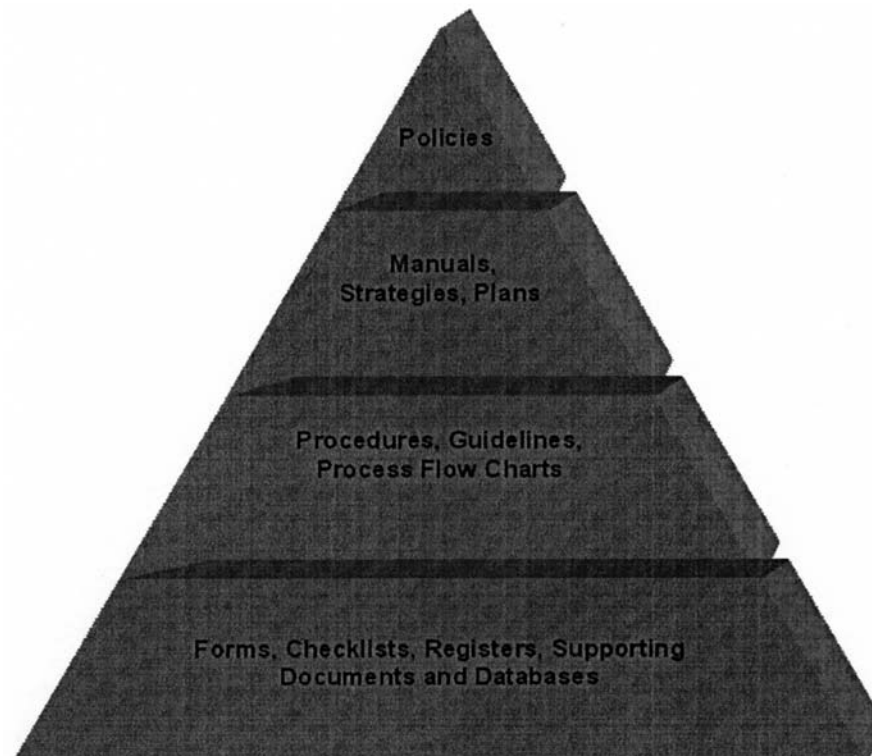 Policies
Manuals,
Strategies, Plans
Procedures, Guidelines,
Process Flow Charts
Forms, Checklists, Registers, Supporting
Documents and Databases